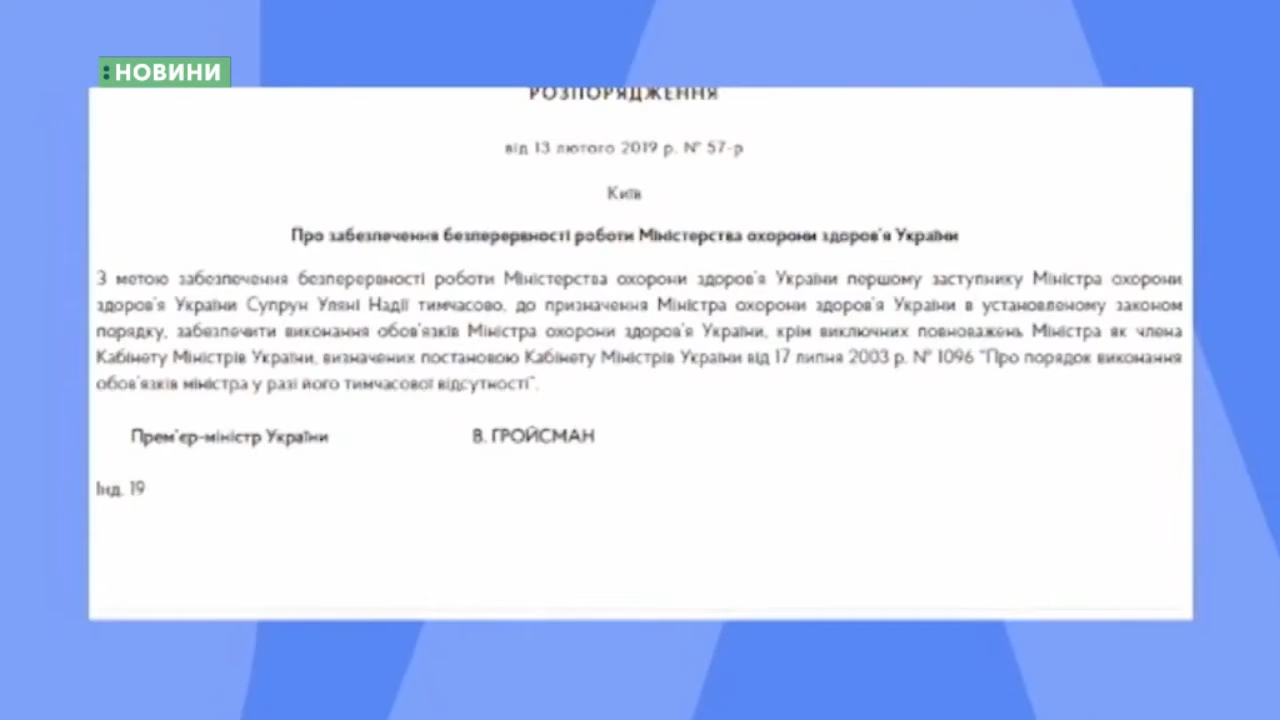 :НОВИНИ
РОЗПОРЯДЖЕННЯ
від 13 лютого 2019 р. № 57-р
Київ
Про забезпечення безперервності роботи Міністерства охорони здоров'я України
З метою забезпечення безперервності роботи Міністерства охорони здоров'я України першому заступнику Міністра охорони
здоров'я України Супрун Уляні Надії тимчасово, до призначення Міністра охорони здоров'я України в установленому законом
порядку, забезпечити виконання обов'язків Міністра охорони здоров'я України, крім виключних повноважень Міністра як члена
Кабінету Міністрів України, визначених постановою Кабінету Міністрів України від 17 липня 2003 р. № 1096 "Про порядок виконання
обов'язків міністра у разі його тимчасової відсутності".
Прем'єр-міністр України В. ГРОЙСМАН
Інд. 19